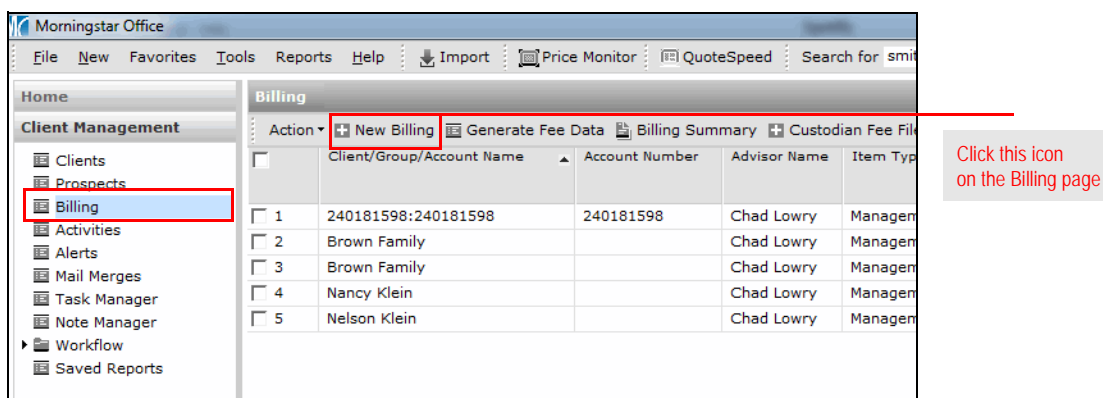 Morningstar Office
File New Favorites Tools Reports Help Import Price Monitor QuoteSpeed Search for smit
Home
Client Management
Clients
Prospects
Billing
Activities
Alerts
Mail Merges
Task Manager
Note Manager
Workflow
Saved Reports
Billing
Action New Billing Generate Fee Data Billing Summary Custodian Fee File
Client/Group/Account Name Account Number Advisor Name Item Typ
1 240181598:240181598 240181598 Chad Lowry Managem
2 Brown Family Chad Lowry Managem
3 Brown Family Chad Lowry Managem
4 Nancy Klein Chad Lowry Managem
5 Nelson Klein Chad Lowry Managem
Click this icon
on the Billing page